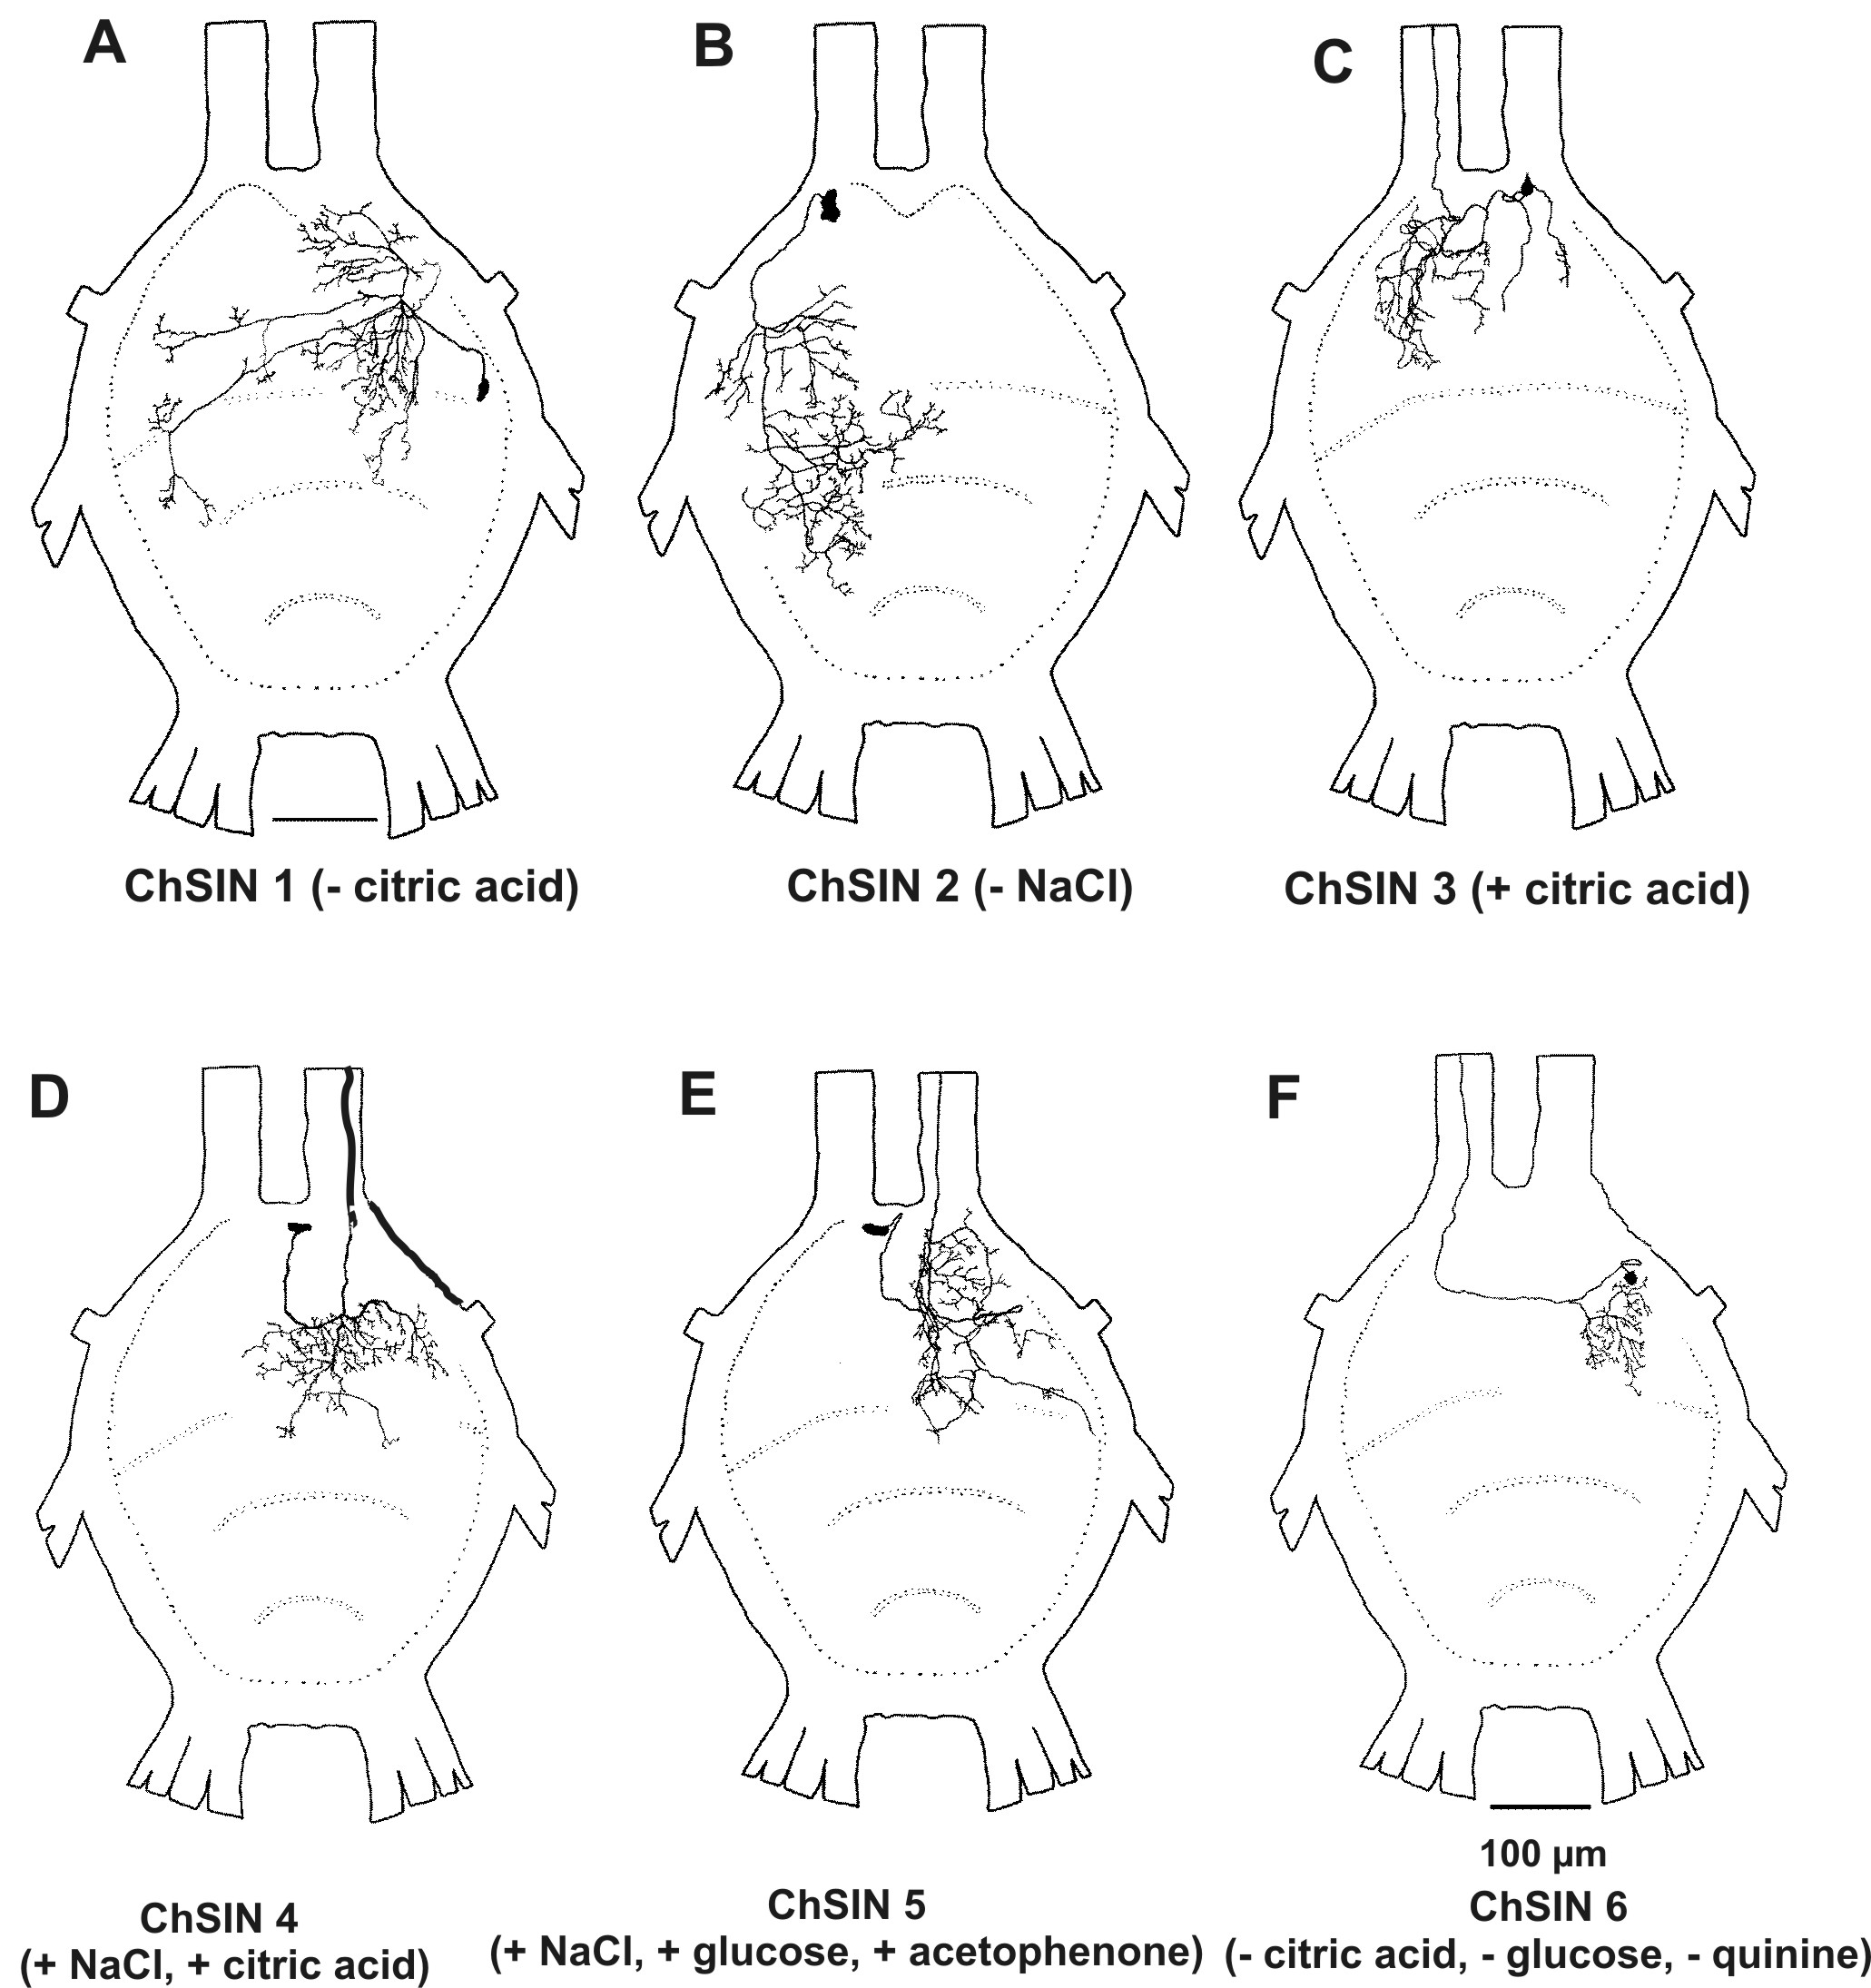 A
B
C
ChSIN 1 (- citric acid)
ChSIN 2 (- NaCl)
ChSIN 3 (+ citric acid)
D
E
F
100 µm
ChSIN 4
(+ NaCl, + citric acid)
ChSIN 5
(+ NaCl, + glucose, + acetophenone)
ChSIN 6
(- citric acid, - glucose, - quinine)